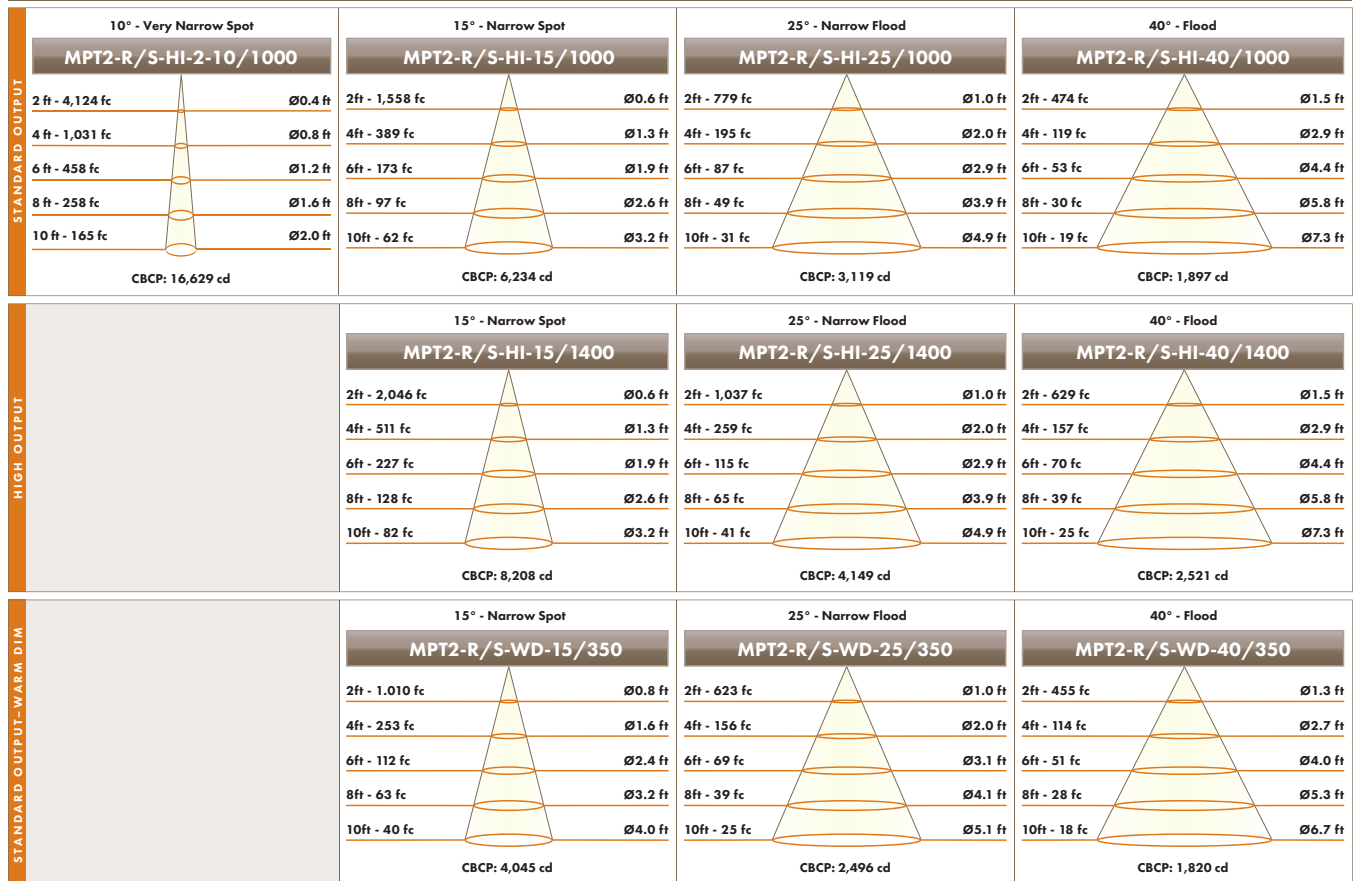 STANDARD OUTPUT
10° - Very Narrow Spot
MPT2-R/S-HI-2-10/1000
2 ft - 4,124 fc Ø0.4 ft
4 ft - 1,031 fc Ø0.8 ft
6 ft - 458 fc Ø1.2 ft
8 ft - 258 fc Ø1.6 ft
10 ft - 165 fc Ø2.0 ft
CBCP: 16,629 cd
15° - Narrow Spot
MPT2-R/S-HI-15/1000
2ft - 1,558 fc Ø0.6 ft
4ft - 389 fc Ø1.3 ft
6ft - 173 fc Ø1.9 ft
8ft - 97 fc Ø2.6 ft
10ft - 62 fc Ø3.2 ft
CBCP: 6,234 cd
25° - Narrow Flood
MPT2-R/S-HI-25/1000
2ft - 779 fc Ø1.0 ft
4ft - 195 fc Ø2.0 ft
6ft - 87 fc Ø2.9 ft
8ft - 49 fc Ø3.9 ft
10ft - 31 fc Ø4.9 ft
CBCP: 3,119 cd
40° - Flood
MPT2-R/S-HI-40/1000
2ft - 474 fc Ø1.5 ft
4ft - 119 fc Ø2.9 ft
6ft - 53 fc Ø4.4 ft
8ft - 30 fc Ø5.8 ft
10ft - 19 fc Ø7.3 ft
CBCP: 1,897 cd
HIGH OUTPUT
15° - Narrow Spot
MPT2-R/S-HI-15/1400
2ft - 2,046 fc Ø0.6 ft
4ft - 511 fc Ø1.3 ft
6ft - 227 fc Ø1.9 ft
8ft - 128 fc Ø2.6 ft
10ft - 82 fc Ø3.2 ft
CBCP: 8,208 cd
25° - Narrow Flood
MPT2-R/S-HI-25/1400
2ft - 1,037 fc Ø1.0 ft
4ft - 259 fc Ø2.0 ft
6ft - 115 fc Ø2.9 ft
8ft - 65 fc Ø3.9 ft
10ft - 41 fc Ø4.9 ft
CBCP: 4,149 cd
40° - Flood
MPT2-R/S-HI-40/1400
2ft - 629 fc Ø1.5 ft
4ft - 157 fc Ø2.9 ft
6ft - 70 fc Ø4.4 ft
8ft - 39 fc Ø5.8 ft
10ft - 25 fc Ø7.3 ft
CBCP: 2,521 cd
STANDARD OUTPUT–WARM DIM
15° - Narrow Spot
MPT2-R/S-WD-15/350
2ft - 1.010 fc Ø0.8 ft
4ft - 253 fc Ø1.6 ft
6ft - 112 fc Ø2.4 ft
8ft - 63 fc Ø3.2 ft
10ft - 40 fc Ø4.0 ft
CBCP: 4,045 cd
25° - Narrow Flood
MPT2-R/S-WD-25/350
2ft - 623 fc Ø1.0 ft
4ft - 156 fc Ø2.0 ft
6ft - 69 fc Ø3.1 ft
8ft - 39 fc Ø4.1 ft
10ft - 25 fc Ø5.1 ft
CBCP: 2,496 cd
40° - Flood
MPT2-R/S-WD-40/350
2ft - 455 fc Ø1.3 ft
4ft - 114 fc Ø2.7 ft
6ft - 51 fc Ø4.0 ft
8ft - 28 fc Ø5.3 ft
10ft - 18 fc Ø6.7 ft
CBCP: 1,820 cd